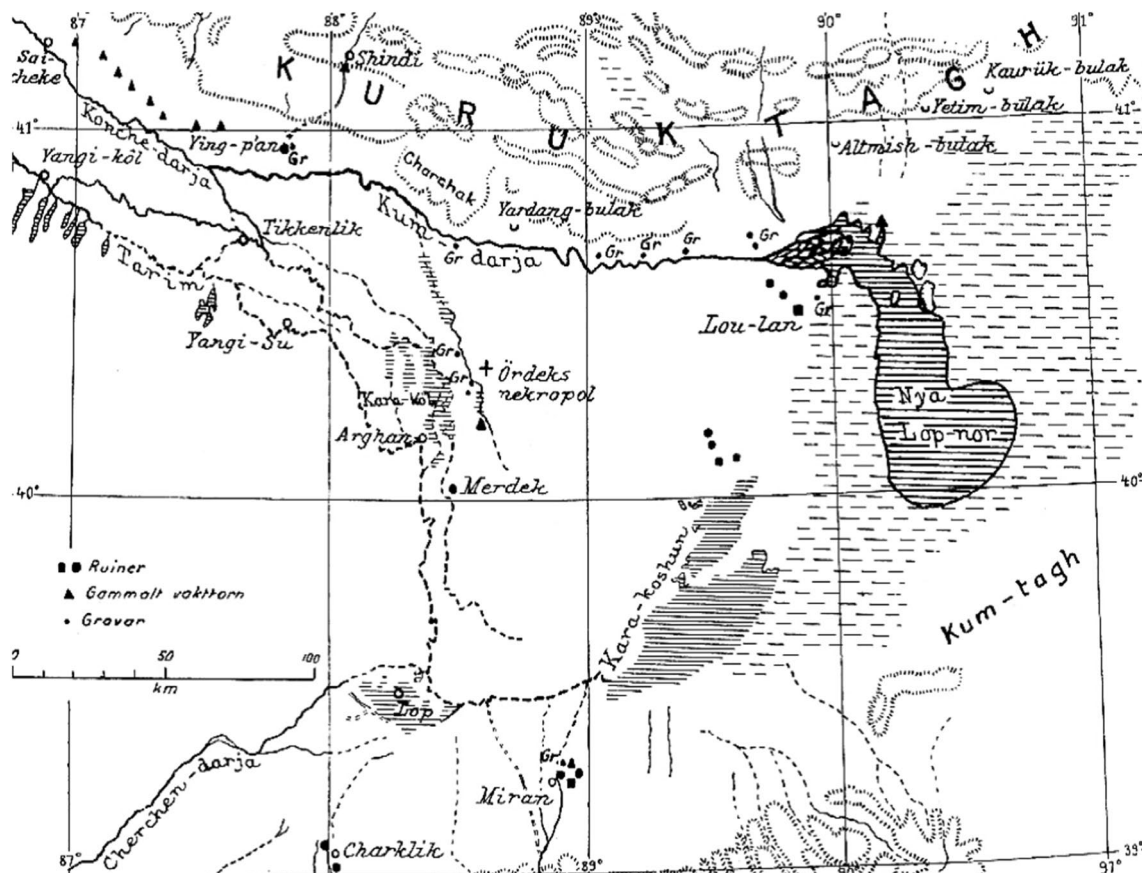 87
88
89
90
91°
Sai-
cheke
Shindi
KURUK TAGH
Kaurük-bulak
Yetim-bulak
41°
41°
Konche-darja
Ying-p'an
Gr
Altmish-bulak
Yangi-köl
Charchak
Yardang-bulak
Kum-
darja
Tikkenlik
Gr
Gr
Gr
Gr
Gr
Tarim
Lou-lan
Gr
Yangi-Su
Gr
Ördeks
nekropol
Gr
Kara-köl
Nya
Lop-nor
Arghan
Merdek
40°
40°
Ruiner
Gammalt vakttorn
Gravar
Kara-koshun
Kum-tagh
0 50 100
km
Lop
Cherchen-darja
Gr
Miran
Charklik
87°
89°
39°